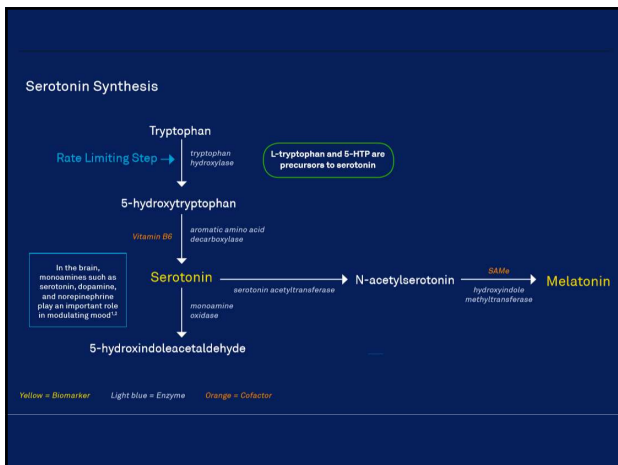 Serotonin Synthesis
Tryptophan
Rate Limiting Step →
tryptophan
hydroxylase
L-tryptophan and 5-HTP are
precursors to serotonin
5-hydroxytryptophan
Vitamin B6
aromatic amino acid
decarboxylase
In the brain,
monoamines such as
serotonin, dopamine,
and norepinephrine
play an important role
in modulating mood¹,²
Serotonin
serotonin acetyltransferase
N-acetylserotonin
SAMe
hydroxyindole
methyltransferase
Melatonin
monoamine
oxidase
5-hydroxindoleacetaldehyde
Yellow = Biomarker
Light blue = Enzyme
Orange = Cofactor